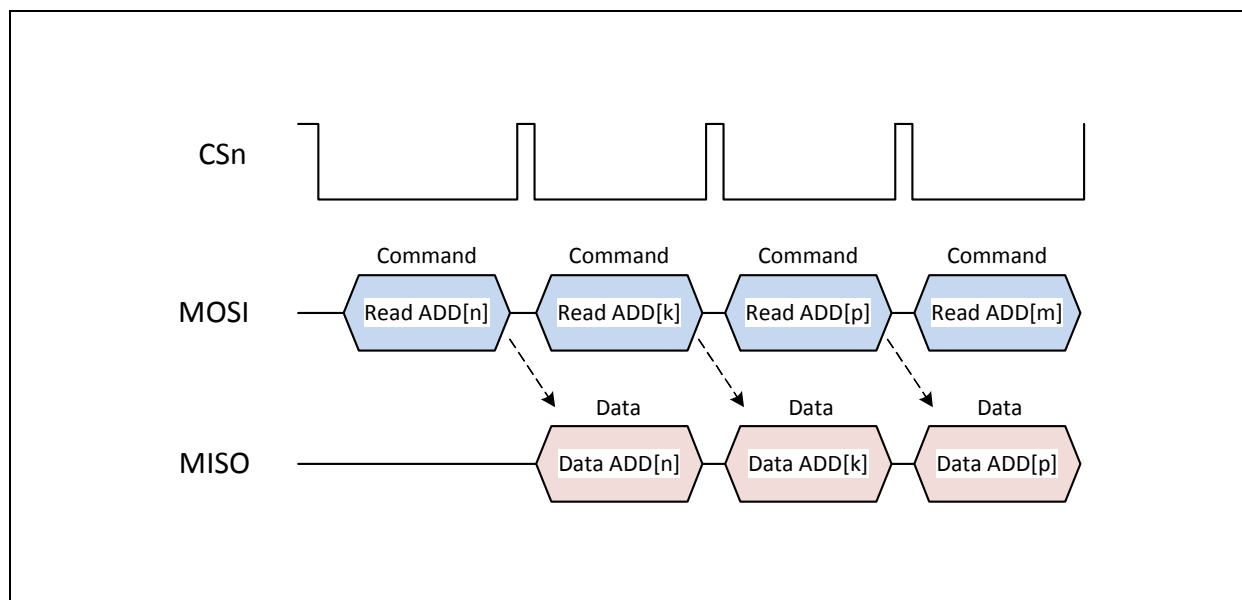 CSn
Command Command Command Command
MOSI Read ADD[n] Read ADD[k] Read ADD[p] Read ADD[m]
Data Data Data
MISO Data ADD[n] Data ADD[k] Data ADD[p]